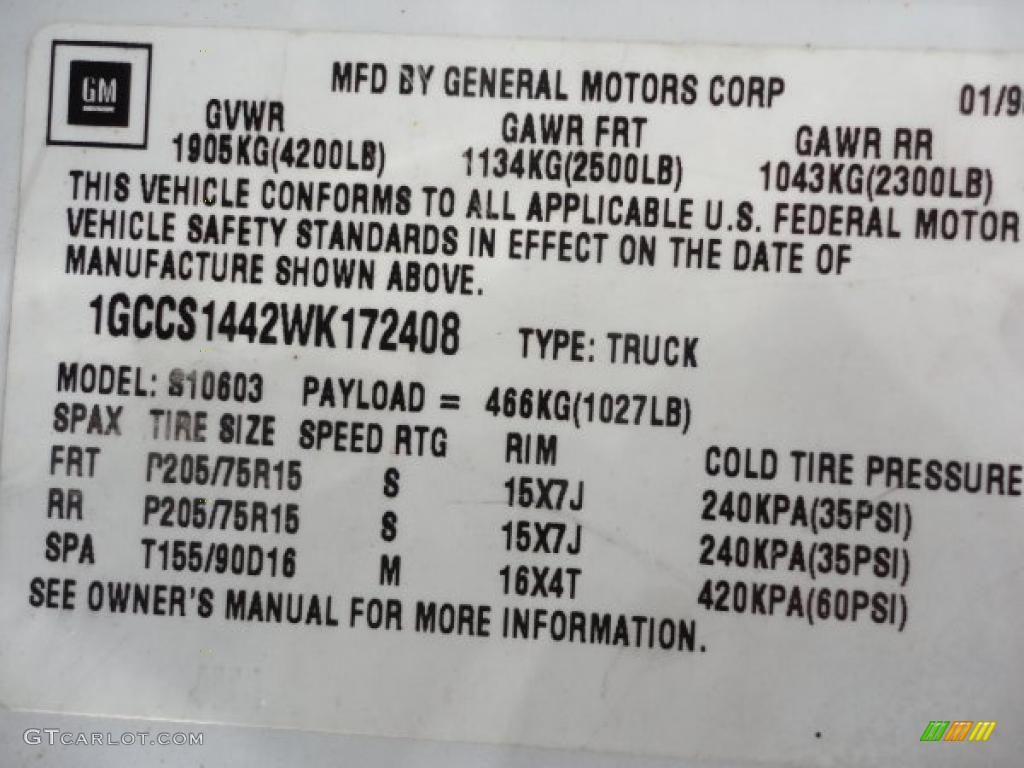 GM
MFD BY GENERAL MOTORS CORP 01/9
GVWR GAWR FRT GAWR RR
1905KG(4200LB) 1134KG(2500LB) 1043KG(2300LB)
THIS VEHICLE CONFORMS TO ALL APPLICABLE U.S. FEDERAL MOTOR
VEHICLE SAFETY STANDARDS IN EFFECT ON THE DATE OF
MANUFACTURE SHOWN ABOVE.
1GCCS1442WK172408 TYPE: TRUCK
MODEL: S10603 PAYLOAD = 466KG(1027LB)
SPAX TIRE SIZE SPEED RTG RIM COLD TIRE PRESSURE
FRT P205/75R15 S 15X7J 240KPA(35PSI)
RR P205/75R15 S 15X7J 240KPA(35PSI)
SPA T155/90D16 M 16X4T 420KPA(60PSI)
SEE OWNER'S MANUAL FOR MORE INFORMATION.
GTCARLOT.COM